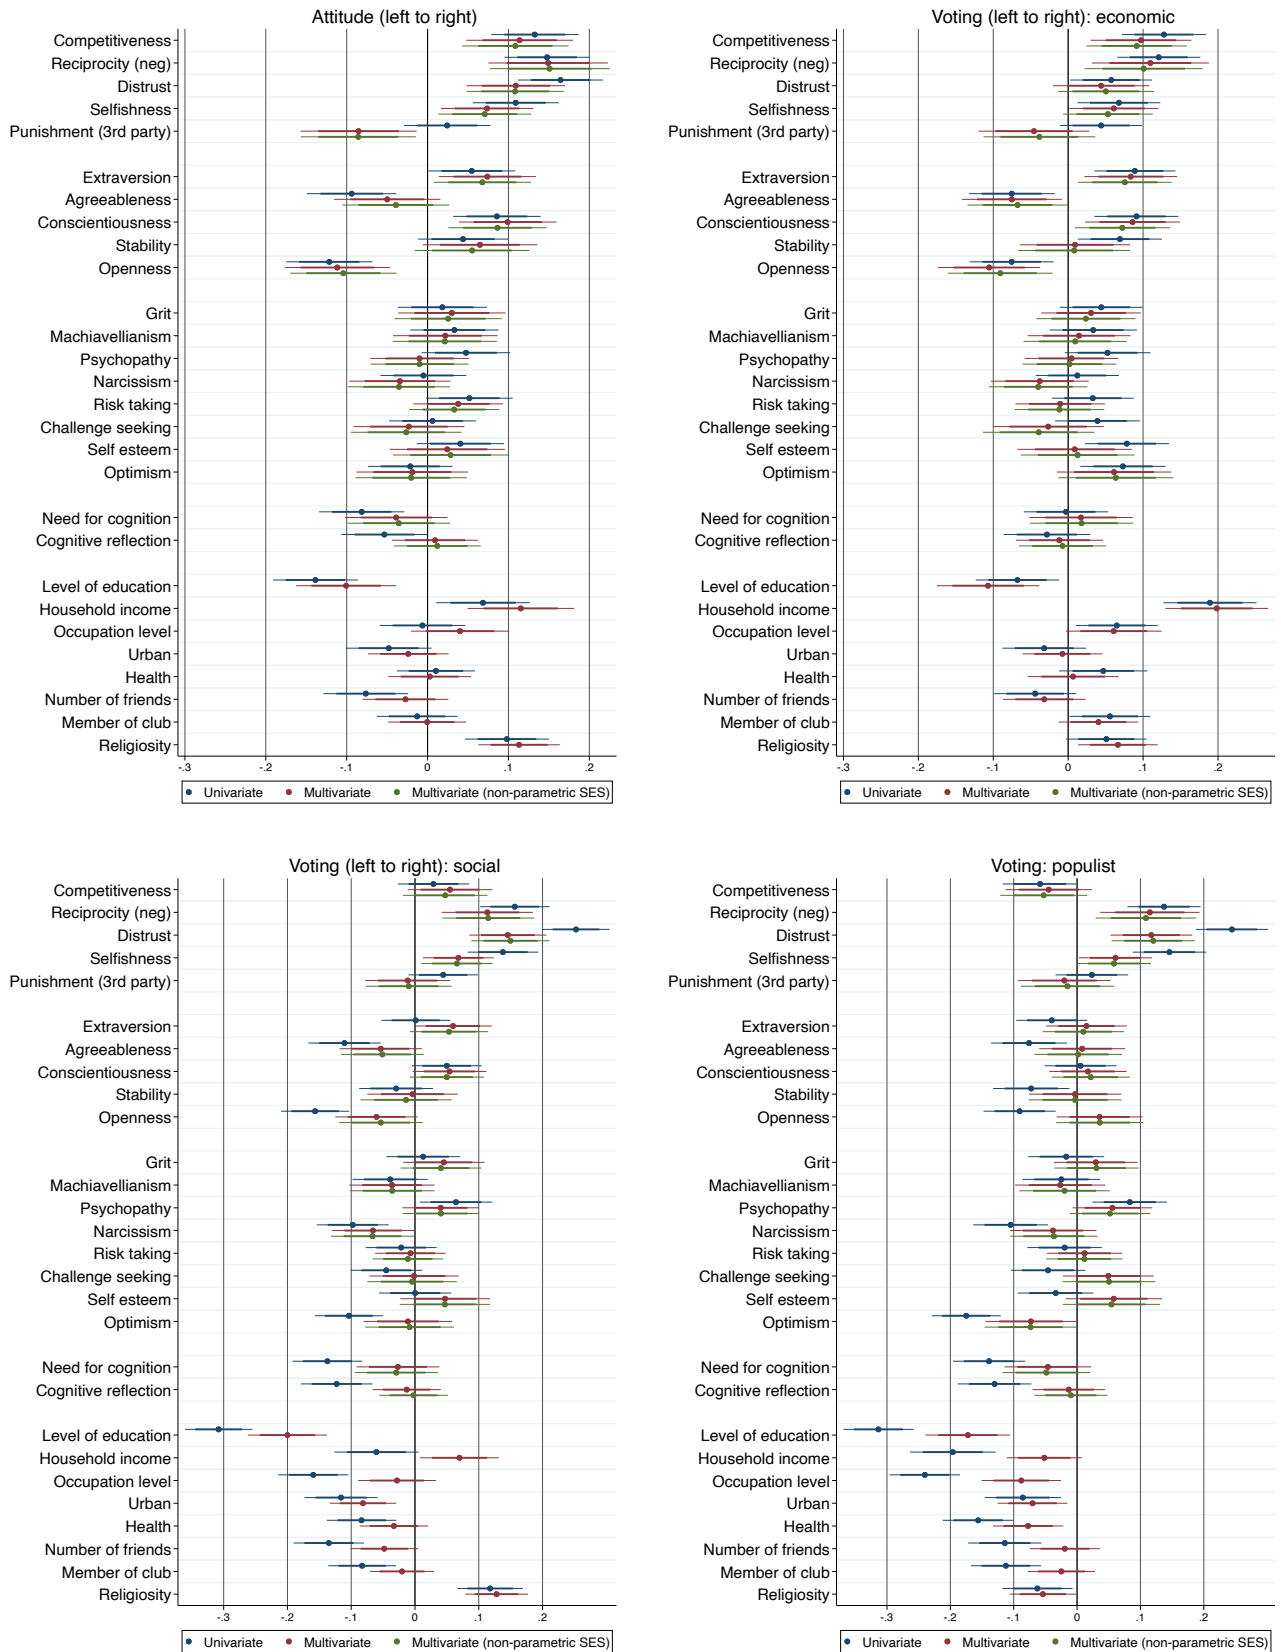 Attitude (left to right)
Competitiveness
Reciprocity (neg)
Distrust
Selfishness
Punishment (3rd party)
Extraversion
Agreeableness
Conscientiousness
Stability
Openness
Grit
Machiavellianism
Psychopathy
Narcissism
Risk taking
Challenge seeking
Self esteem
Optimism
Need for cognition
Cognitive reflection
Level of education
Household income
Occupation level
Urban
Health
Number of friends
Member of club
Religiosity
-.3 -.2 -.1 0 .1 .2
Univariate Multivariate Multivariate (non-parametric SES)
Voting (left to right): economic
Competitiveness
Reciprocity (neg)
Distrust
Selfishness
Punishment (3rd party)
Extraversion
Agreeableness
Conscientiousness
Stability
Openness
Grit
Machiavellianism
Psychopathy
Narcissism
Risk taking
Challenge seeking
Self esteem
Optimism
Need for cognition
Cognitive reflection
Level of education
Household income
Occupation level
Urban
Health
Number of friends
Member of club
Religiosity
-.3 -.2 -.1 0 .1 .2
Univariate Multivariate Multivariate (non-parametric SES)
Voting (left to right): social
Competitiveness
Reciprocity (neg)
Distrust
Selfishness
Punishment (3rd party)
Extraversion
Agreeableness
Conscientiousness
Stability
Openness
Grit
Machiavellianism
Psychopathy
Narcissism
Risk taking
Challenge seeking
Self esteem
Optimism
Need for cognition
Cognitive reflection
Level of education
Household income
Occupation level
Urban
Health
Number of friends
Member of club
Religiosity
-.3 -.2 -.1 0 .1 .2
Univariate Multivariate Multivariate (non-parametric SES)
Voting: populist
Competitiveness
Reciprocity (neg)
Distrust
Selfishness
Punishment (3rd party)
Extraversion
Agreeableness
Conscientiousness
Stability
Openness
Grit
Machiavellianism
Psychopathy
Narcissism
Risk taking
Challenge seeking
Self esteem
Optimism
Need for cognition
Cognitive reflection
Level of education
Household income
Occupation level
Urban
Health
Number of friends
Member of club
Religiosity
-.3 -.2 -.1 0 .1 .2
Univariate Multivariate Multivariate (non-parametric SES)